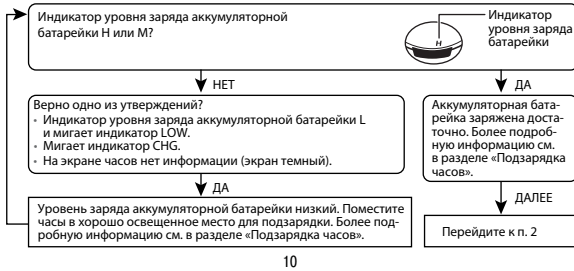 Индикатор уровня заряда аккумуляторной
батарейки H или M?
H
Индикатор
уровня заряда
батарейки
НЕТ
ДА
Верно одно из утверждений?
• Индикатор уровня заряда аккумуляторной батарейки L
и мигает индикатор LOW.
• Мигает индикатор CHG.
• На экране часов нет информации (экран темный).
Аккумуляторная бата-
рейка заряжена доста-
точно. Более подроб-
ную информацию см.
в разделе «Подзарядка
часов».
ДА
ДАЛЕЕ
Уровень заряда аккумуляторной батарейки низкий. Поместите
часы в хорошо освещенное место для подзарядки. Более под-
робную информацию см. в разделе «Подзарядка часов».
Перейдите к п. 2
10